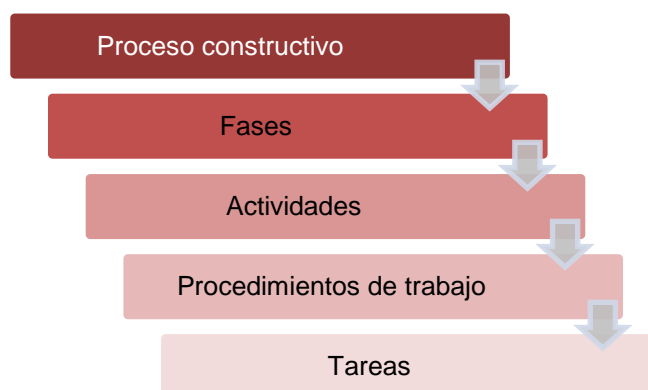 Proceso constructivo
Fases
Actividades
Procedimientos de trabajo
Tareas